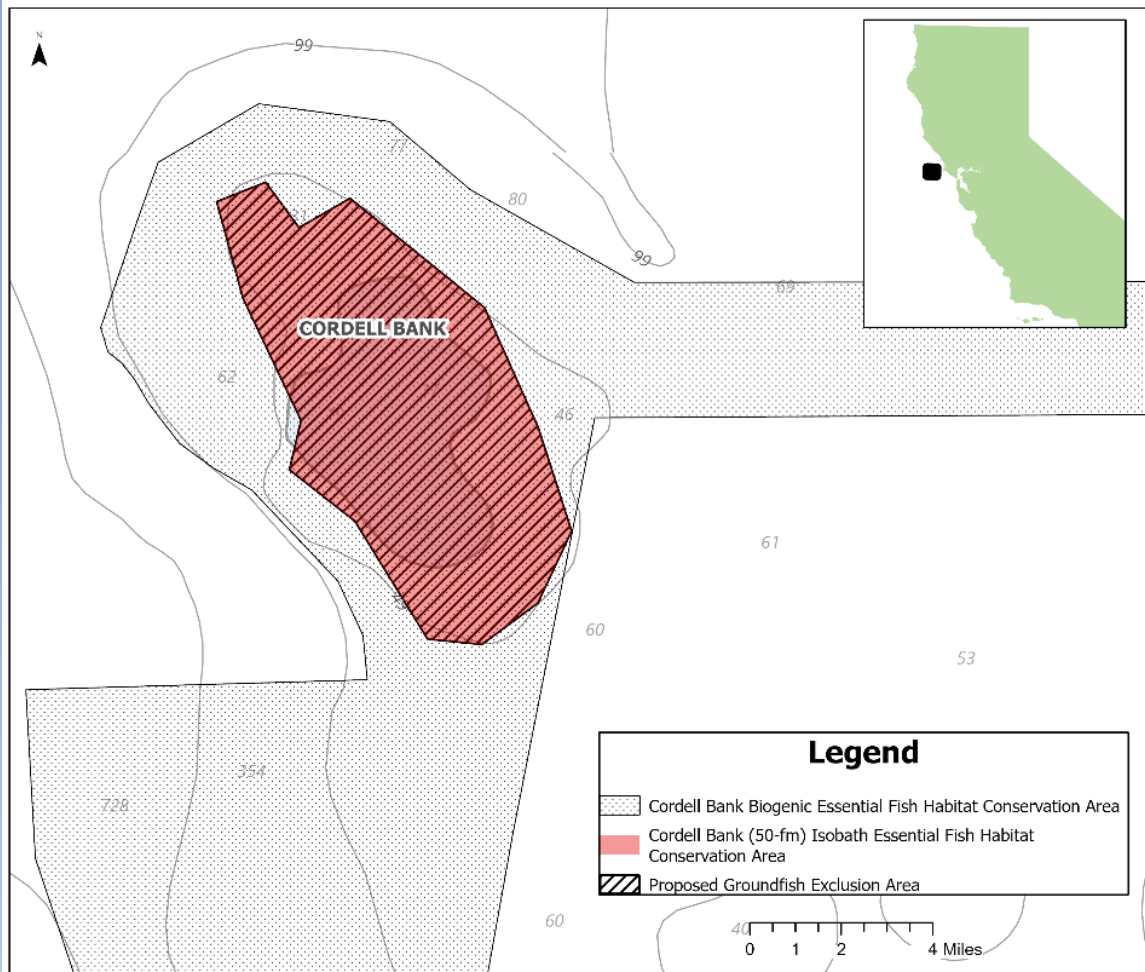 N
99
77
80
31
99
69
CORDELL BANK
62
46
61
60
53
354
728
60
40
Legend
Cordell Bank Biogenic Essential Fish Habitat Conservation Area
Cordell Bank (50-fm) Isobath Essential Fish Habitat
Conservation Area
Proposed Groundfish Exclusion Area
0 1 2 4 Miles